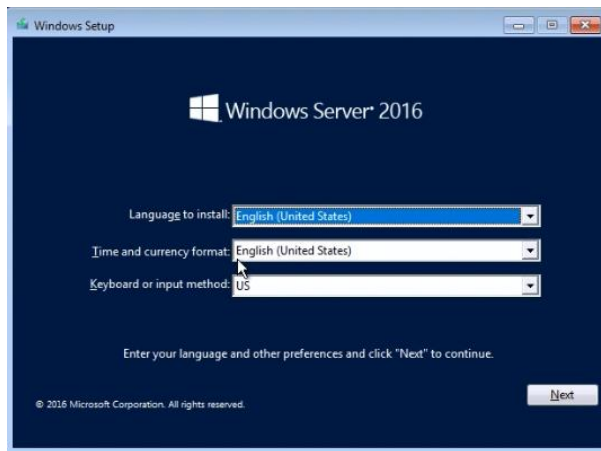 Windows Setup
Windows Server 2016
Language to install: English (United States)
Time and currency format: English (United States)
Keyboard or input method: US
Enter your language and other preferences and click "Next" to continue.
Next
© 2016 Microsoft Corporation. All rights reserved.